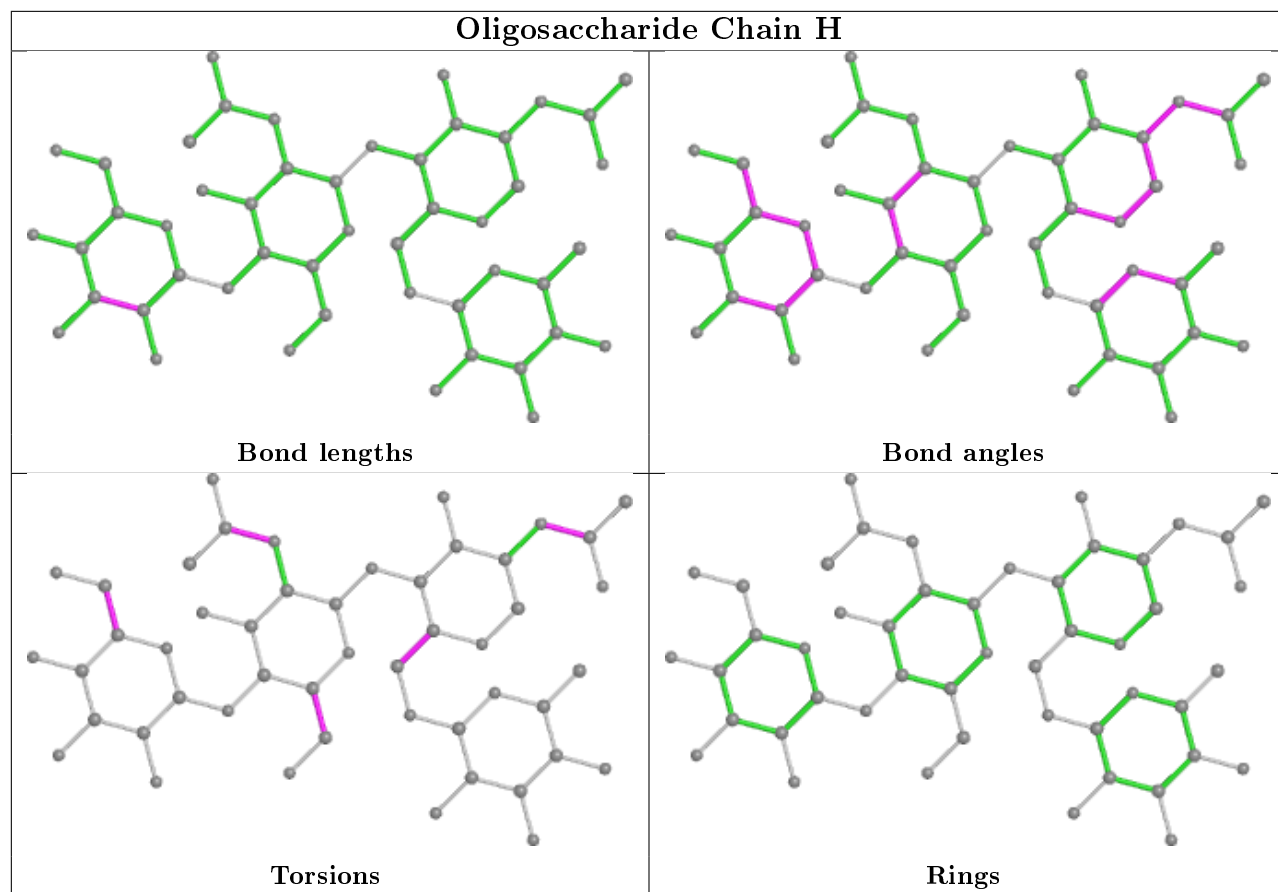 Oligosaccharide Chain H
Bond lengths
Bond angles
Torsions
Rings